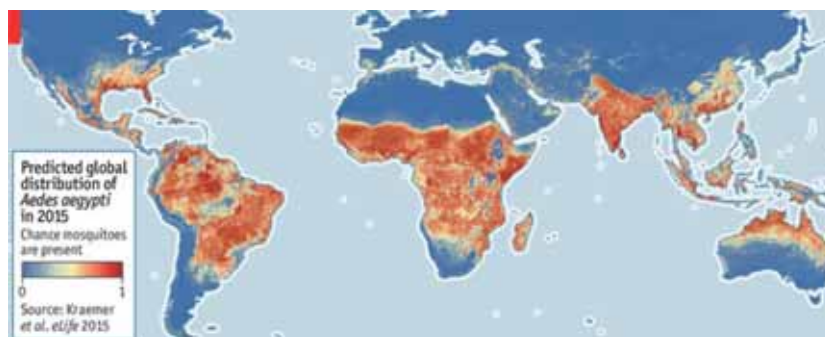 Predicted global
distribution of
Aedes aegypti
in 2015
Chance mosquitoes
are present
0 1
Source: Kraemer
et al. eLife 2015